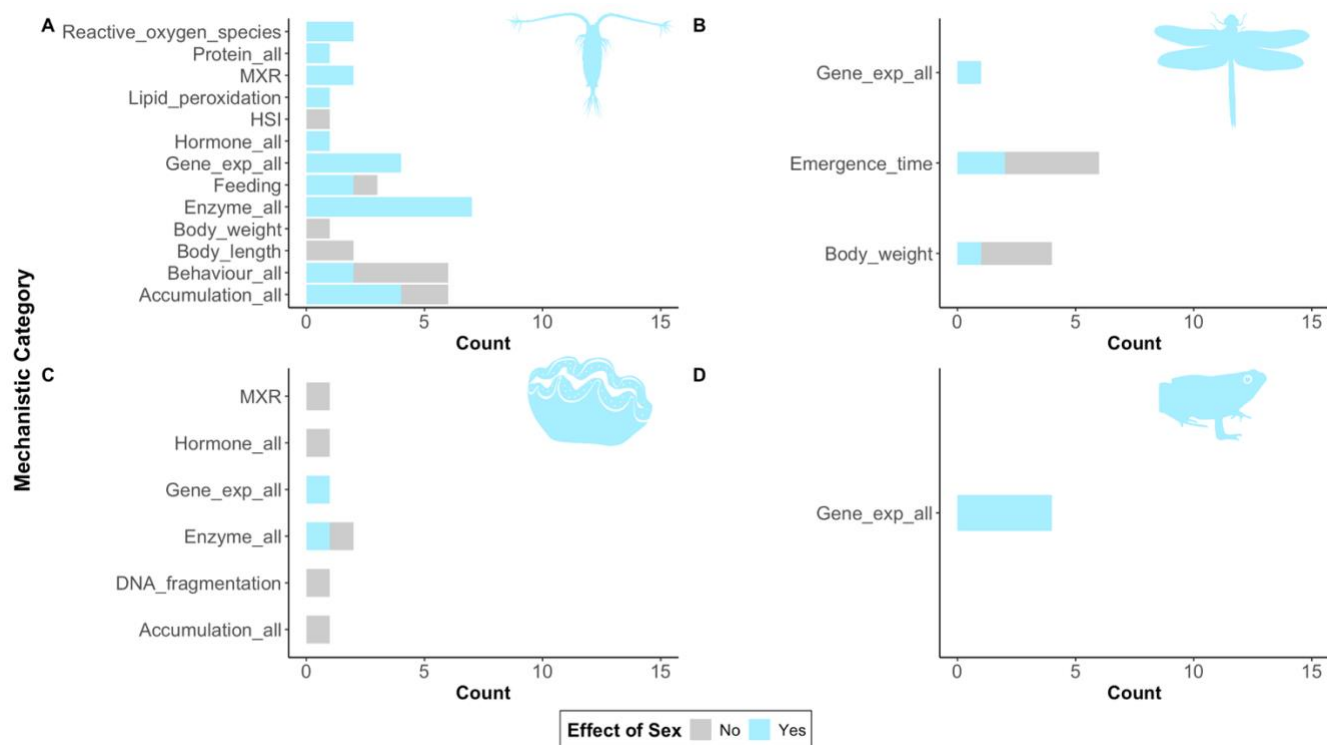 A
Reactive_oxygen_species
Protein_all
MXR
Lipid_peroxidation
HSI
Hormone_all
Gene_exp_all
Feeding
Enzyme_all
Body_weight
Body_length
Behaviour_all
Accumulation_all
0 5 10 15
Count
B
Gene_exp_all
Emergence_time
Body_weight
0 5 10 15
Count
Mechanistic Category
C
MXR
Hormone_all
Gene_exp_all
Enzyme_all
DNA_fragmentation
Accumulation_all
0 5 10 15
Count
D
Gene_exp_all
0 5 10 15
Count
Effect of Sex No Yes